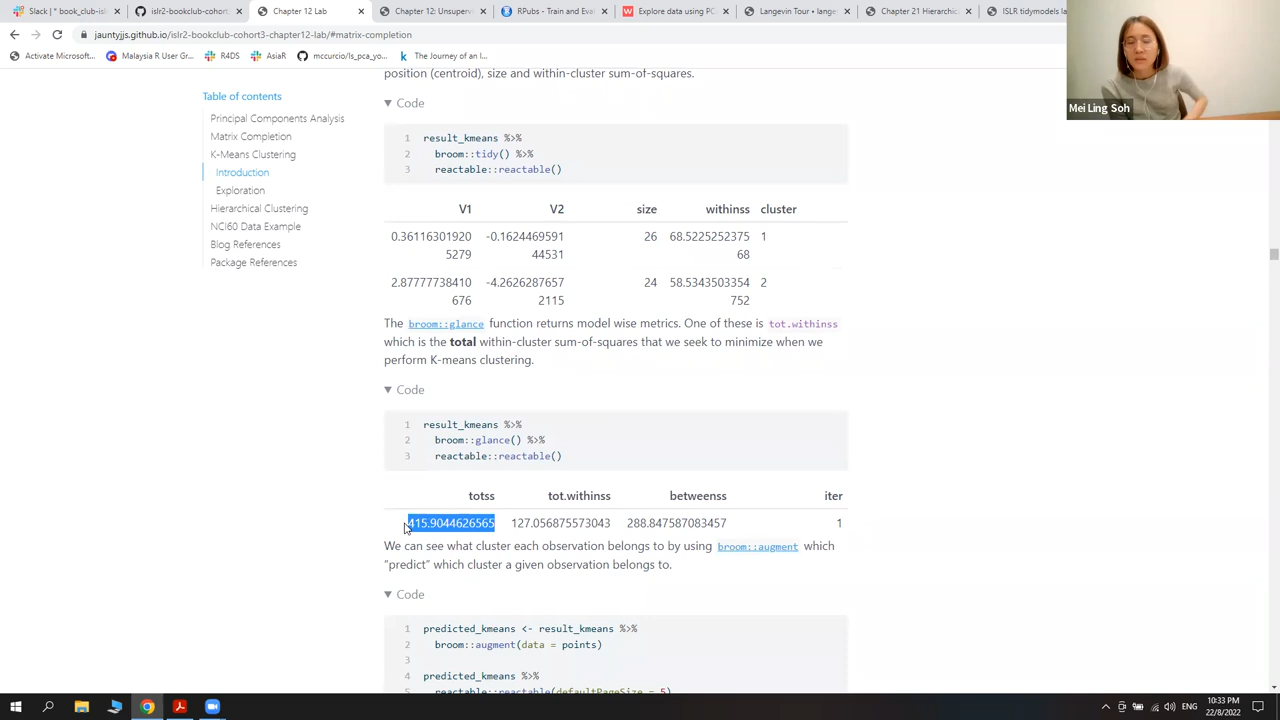 Slack | * book_club-isl
islr2-bookclub-cohort
Chapter 12 Lab
Chapter 12: Unsuperv
RPubs - Train and Eval
Explore data using PC
Langevin Tour • lange
Chapter 21 Hierarchic
ISLR tidymodels la
jauntyjjs.github.io/islr2-bookclub-cohort3-chapter12-lab/#matrix-completion
Activate Microsoft...
Malaysia R User Gr...
R4DS
AsiaR
mccurcio/ls_pca_yo...
The Journey of an I...
Mei Ling Soh
Table of contents
Principal Components Analysis
Matrix Completion
K-Means Clustering
Introduction
Exploration
Hierarchical Clustering
NCI60 Data Example
Blog References
Package References
position (centroid), size and within-cluster sum-of-squares.
Code
1 result_kmeans %>%
2 broom::tidy() %>%
3 reactable::reactable()
V1 V2 size withinss cluster
0.36116301920 -0.1624469591 26 68.5225252375 1
5279 44531 68
2.87777738410 -4.2626287657 24 58.5343503354 2
676 2115 752
The broom::glance function returns model wise metrics. One of these is tot.withinss
which is the total within-cluster sum-of-squares that we seek to minimize when we
perform K-means clustering.
Code
1 result_kmeans %>%
2 broom::glance() %>%
3 reactable::reactable()
totss tot.withinss betweenss iter
415.9044626565 127.056875573043 288.847587083457 1
We can see what cluster each observation belongs to by using broom::augment which
"predict" which cluster a given observation belongs to.
Code
1 predicted_kmeans <- result_kmeans %>%
2 broom::augment(data = points)
3
4 predicted_kmeans %>%
5 reactable::reactable(defaultPageSize = 5)
ENG
10:33 PM
22/8/2022